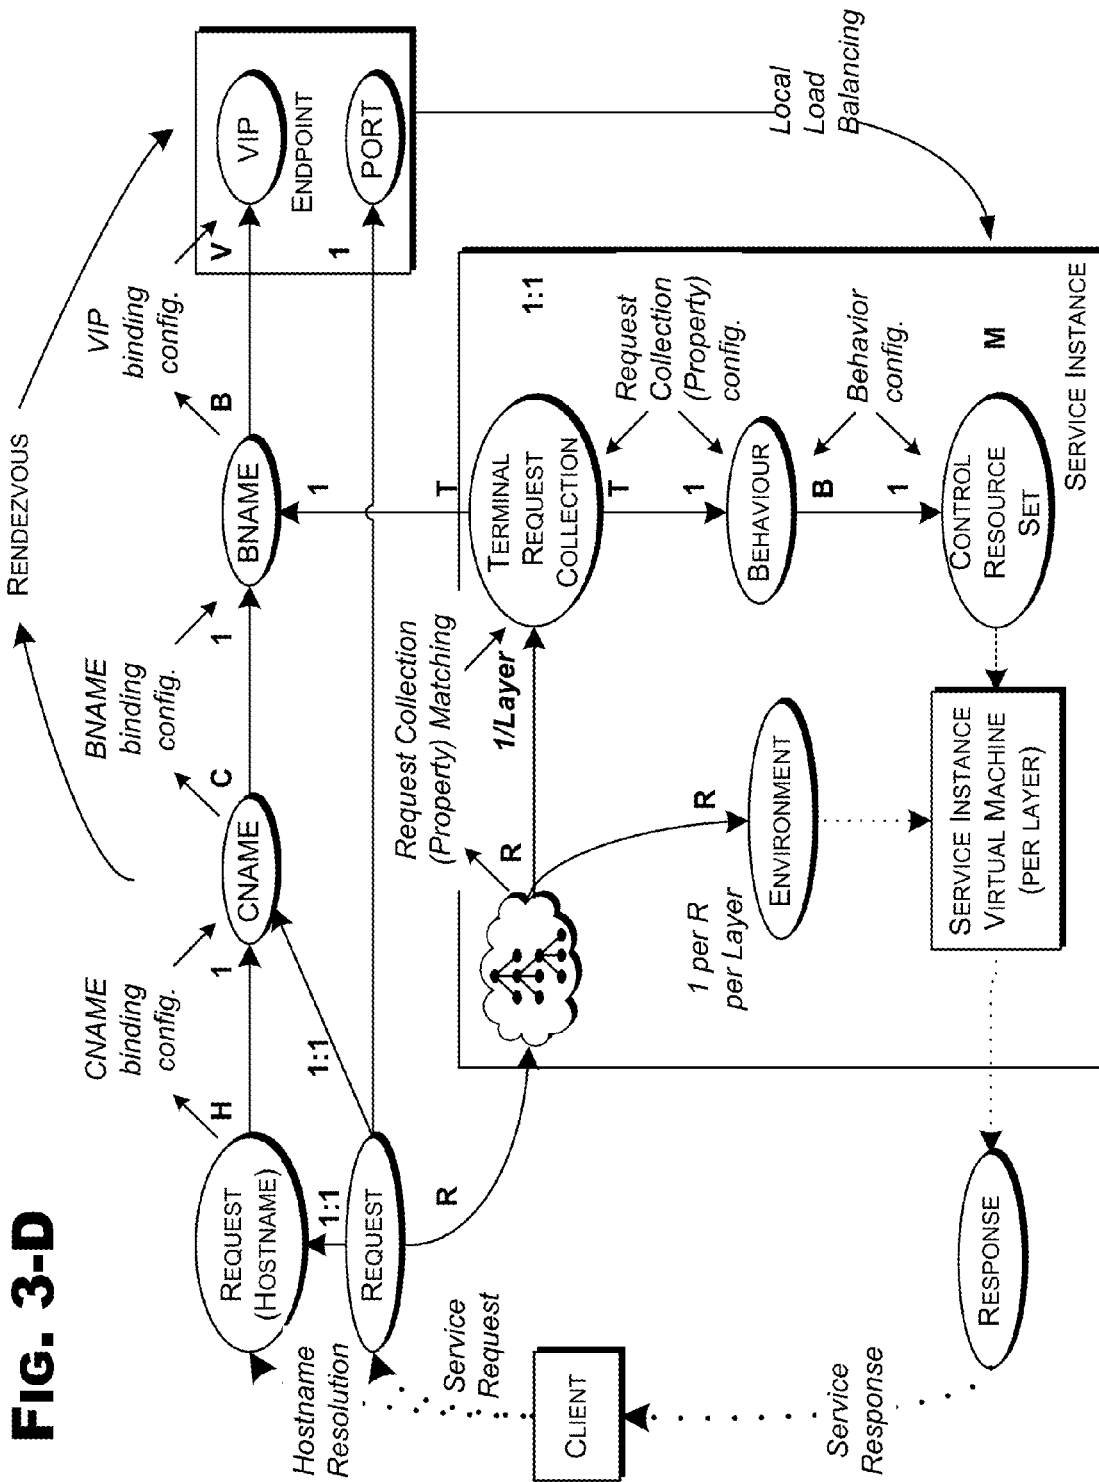 FIG. 3-D
RENDEZVOUS
CNAME
binding
config.
BNAME
binding
config.
VIP
binding
config.
REQUEST
(HOSTNAME)
H
1
CNAME
C
1
BNAME
B
V
VIP
ENDPOINT
PORT
1
1:1
1:1
REQUEST
R
1
T
Hostname
Resolution
Service
Request
CLIENT
Service
Response
RESPONSE
Request Collection
(Property) Matching
R
1/Layer
TERMINAL
REQUEST
COLLECTION
1:1
T
1
Request
Collection
(Property)
config.
R
1 per R
per Layer
ENVIRONMENT
BEHAVIOUR
B
1
Behavior
config.
Local
Load
Balancing
SERVICE INSTANCE
VIRTUAL MACHINE
(PER LAYER)
CONTROL
RESOURCE
SET
M
SERVICE INSTANCE